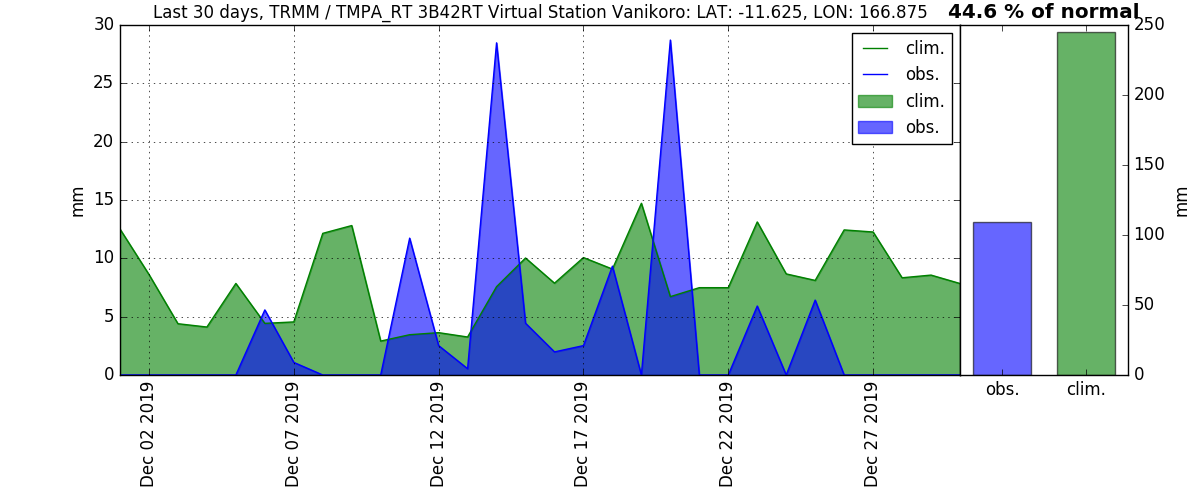 Last 30 days, TRMM / TMPA_RT 3B42RT Virtual Station Vanikoro: LAT: -11.625, LON: 166.875
44.6 % of normal
30
25
20
15
10
5
0
mm
clim.
obs.
clim.
obs.
Dec 02 2019
Dec 07 2019
Dec 12 2019
Dec 17 2019
Dec 22 2019
Dec 27 2019
250
200
150
100
50
0
mm
obs.
clim.